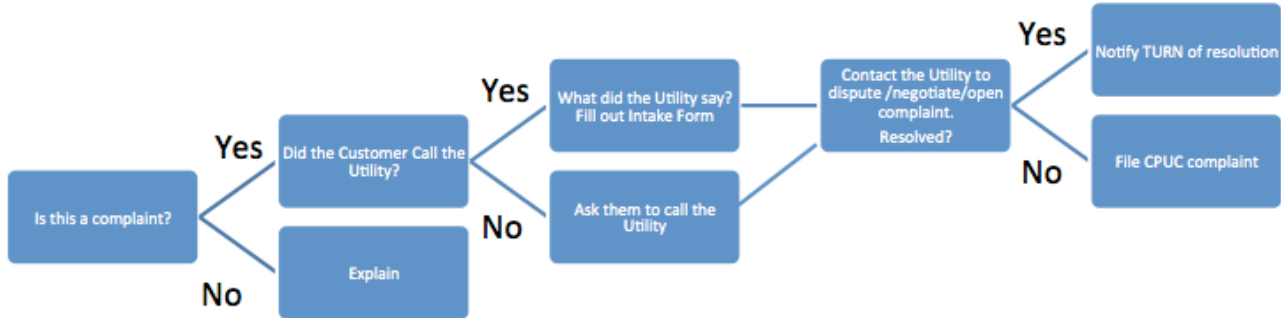 Is this a complaint?
Yes
No
Did the Customer Call the
Utility?
Explain
Yes
No
What did the Utility say?
Fill out Intake Form
Ask them to call the
Utility
Contact the Utility to
dispute /negotiate/open
complaint.
Resolved?
Yes
No
Notify TURN of resolution
File CPUC complaint